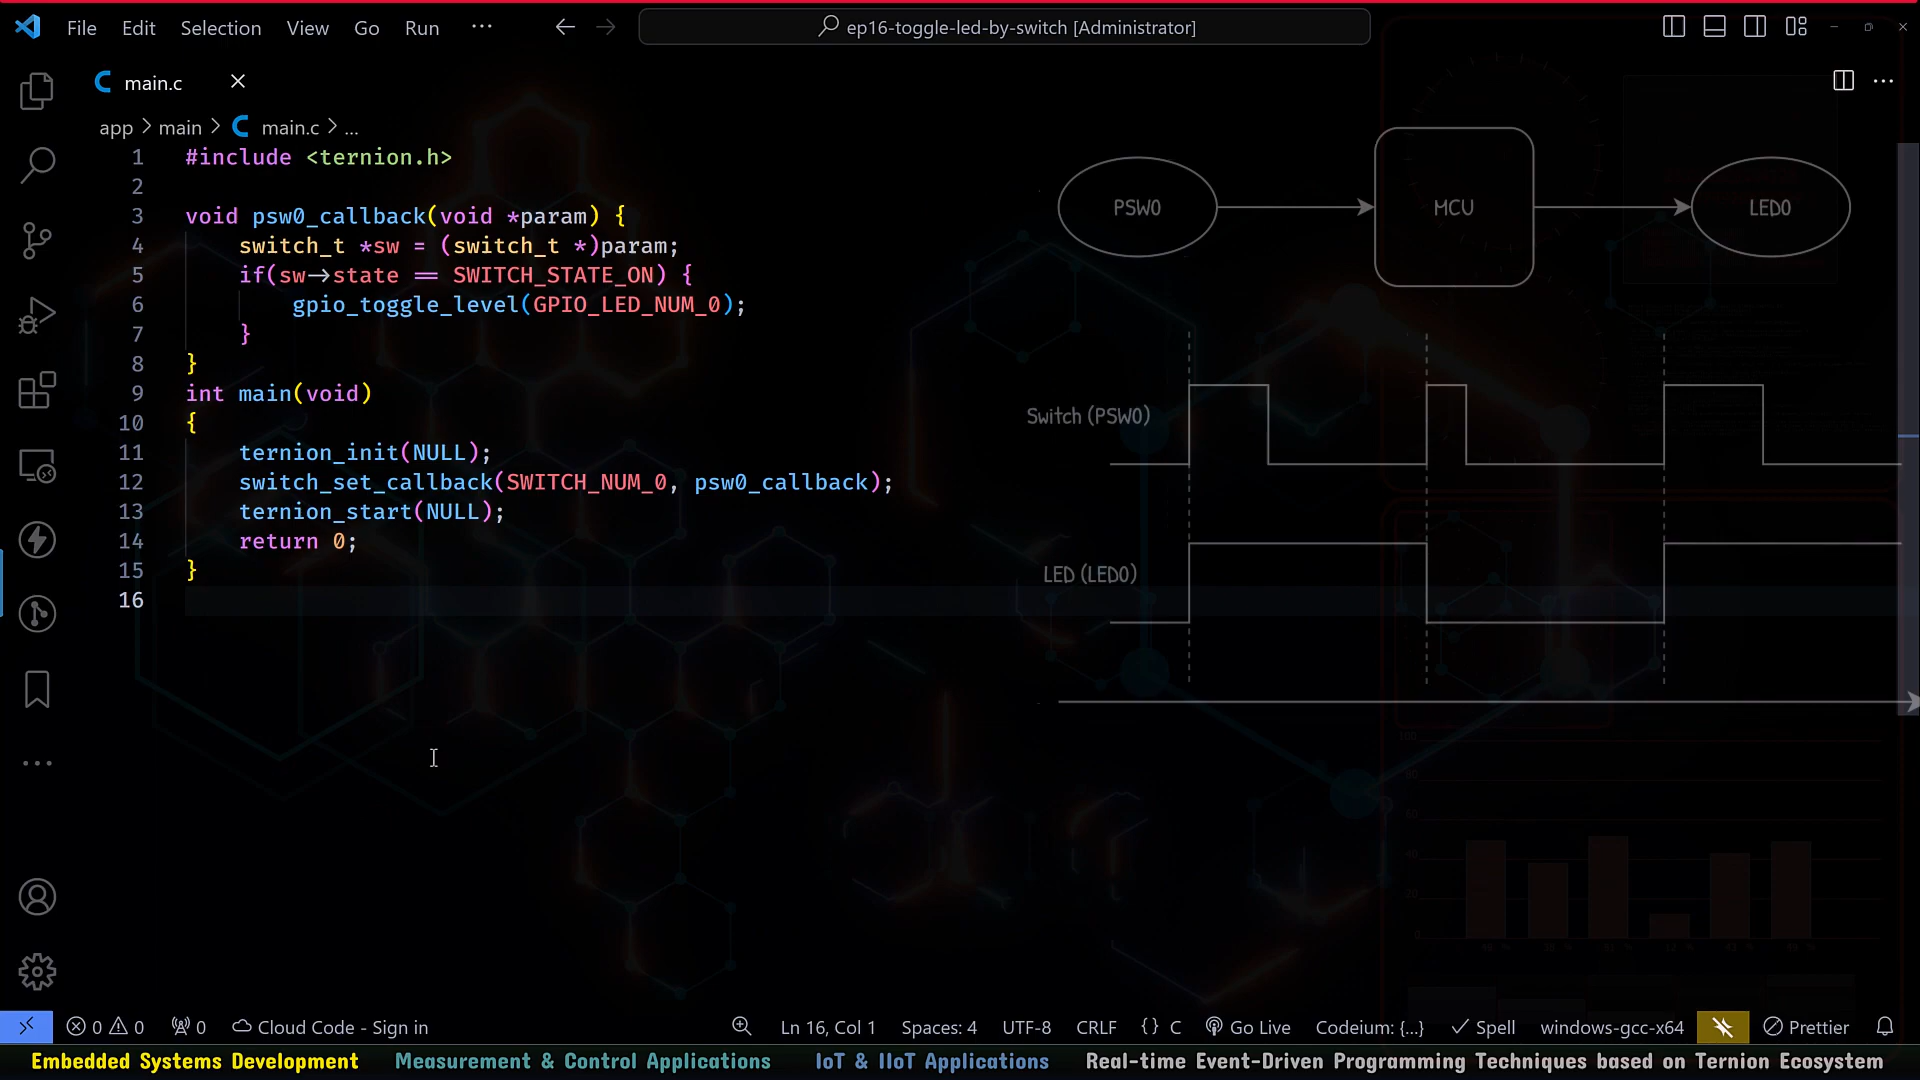 File Edit Selection View Go Run ···
ep16-toggle-led-by-switch [Administrator]
main.c
app > main > main.c > ...
1 #include <ternion.h>
2
3 void psw0_callback(void *param) {
4 switch_t *sw = (switch_t *)param;
5 if(sw->state == SWITCH_STATE_ON) {
6 gpio_toggle_level(GPIO_LED_NUM_0);
7 }
8 }
9 int main(void)
10 {
11 ternion_init(NULL);
12 switch_set_callback(SWITCH_NUM_0, psw0_callback);
13 ternion_start(NULL);
14 return 0;
15 }
16
PSW0
MCU
LED0
Switch (PSW0)
LED (LED0)
0 0 0 Cloud Code - Sign in Ln 16, Col 1 Spaces: 4 UTF-8 CRLF {} C Go Live Codeium: {...} Spell windows-gcc-x64 Prettier
Embedded Systems Development Measurement & Control Applications IoT & IIoT Applications Real-time Event-Driven Programming Techniques based on Ternion Ecosystem